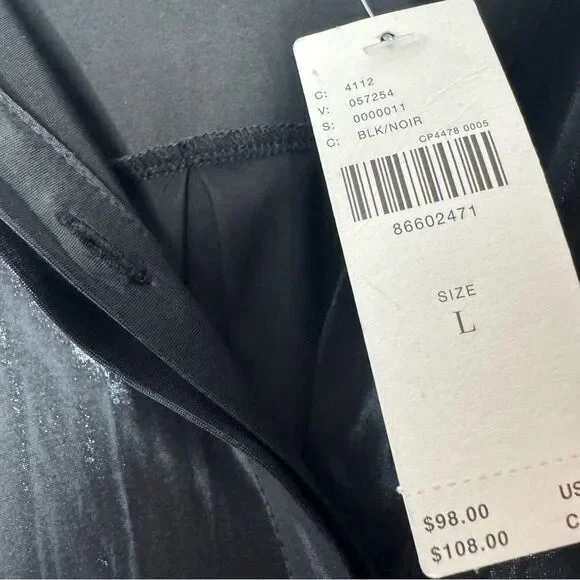 C: 4112
V: 057254
S: 0000011
C: BLK/NOIR
CP4478 0005
86602471
SIZE
L
$98.00 US
$108.00 C